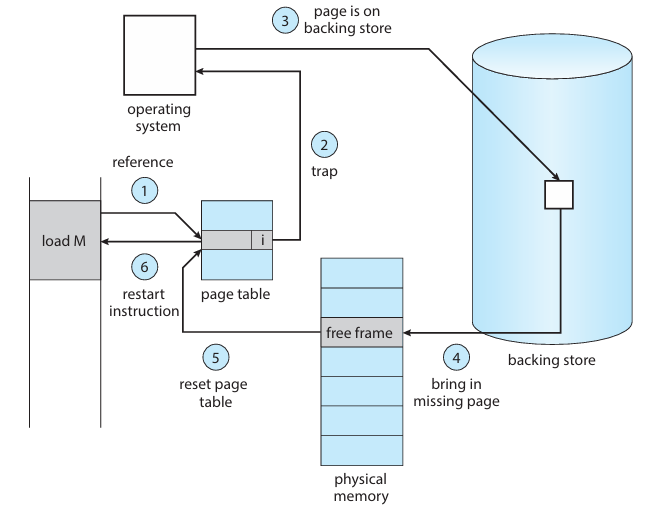 3
page is on
backing store
operating
system
2
trap
reference
1
load M
i
6
restart
instruction
page table
free frame
5
reset page
table
4
bring in
missing page
backing store
physical
memory